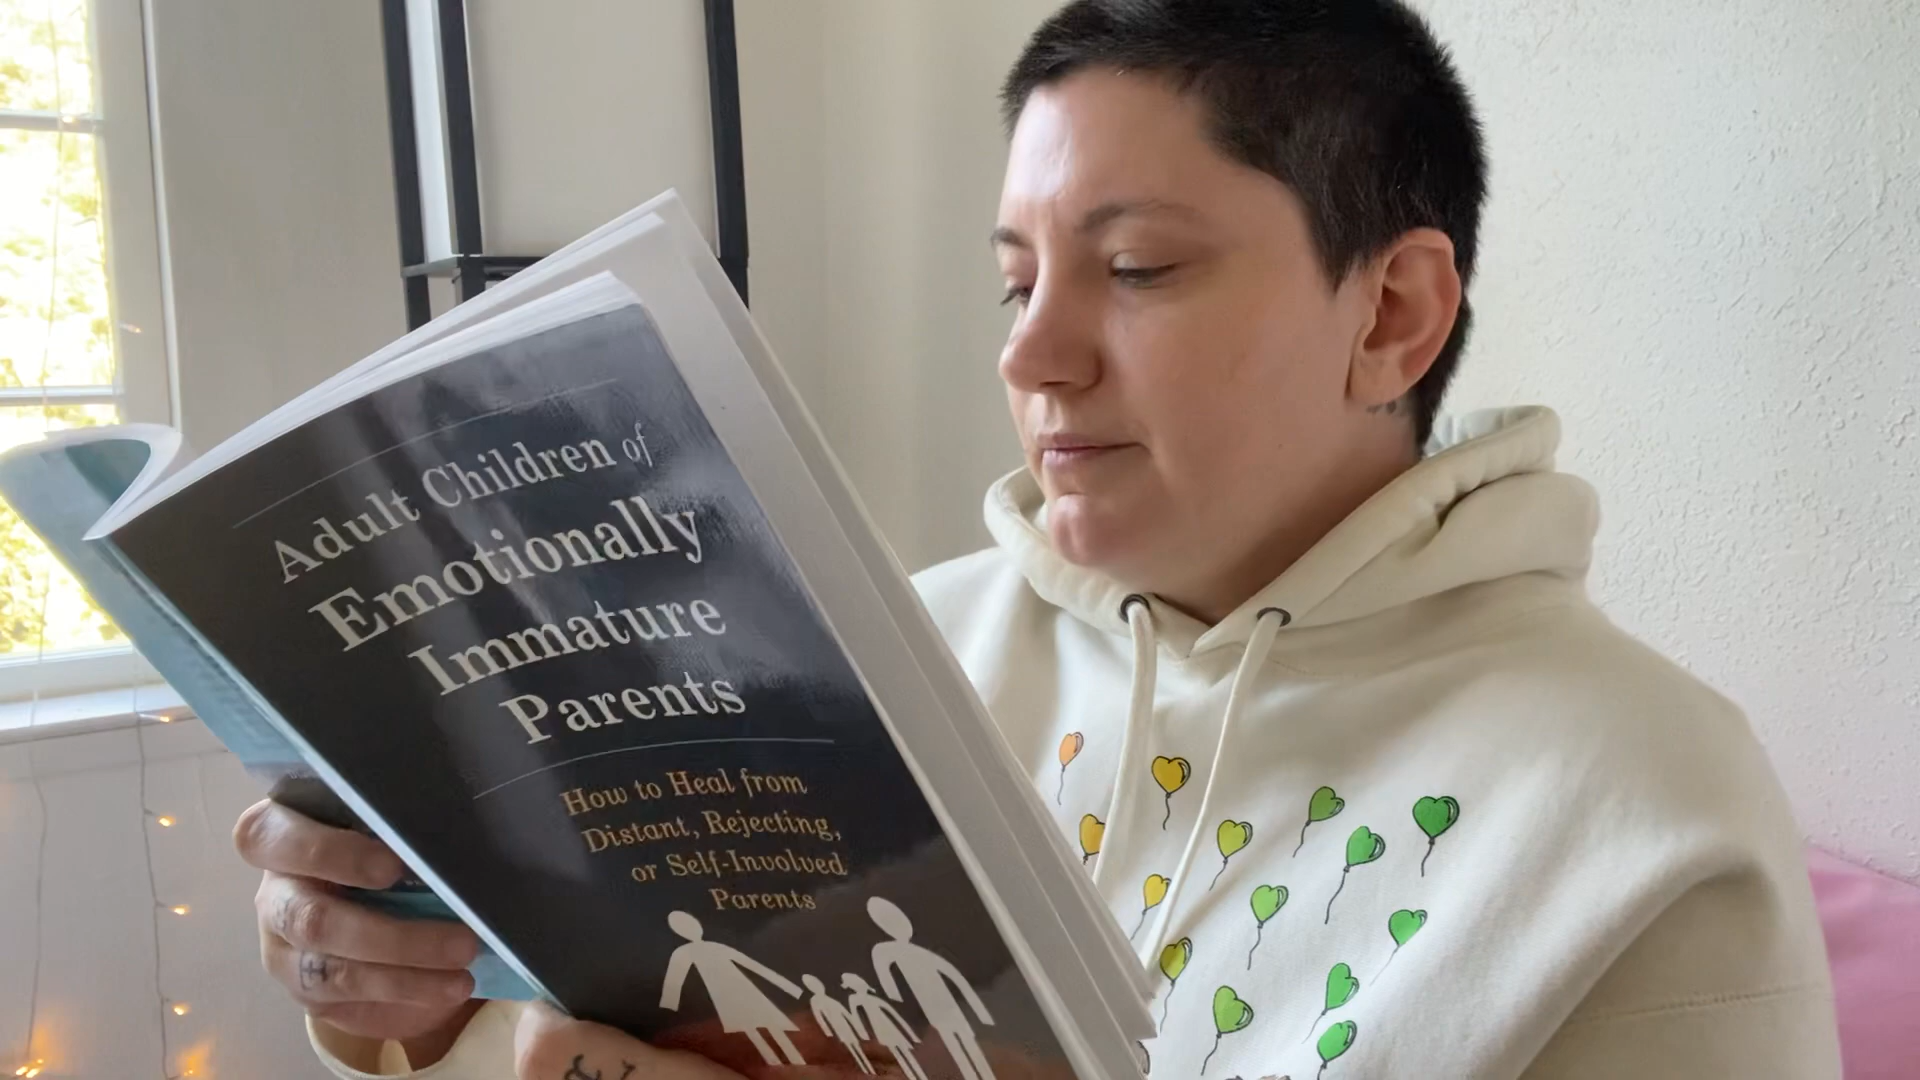 Adult Children of
Emotionally
Immature
Parents
How to Heal from
Distant, Rejecting,
or Self-Involved
Parents